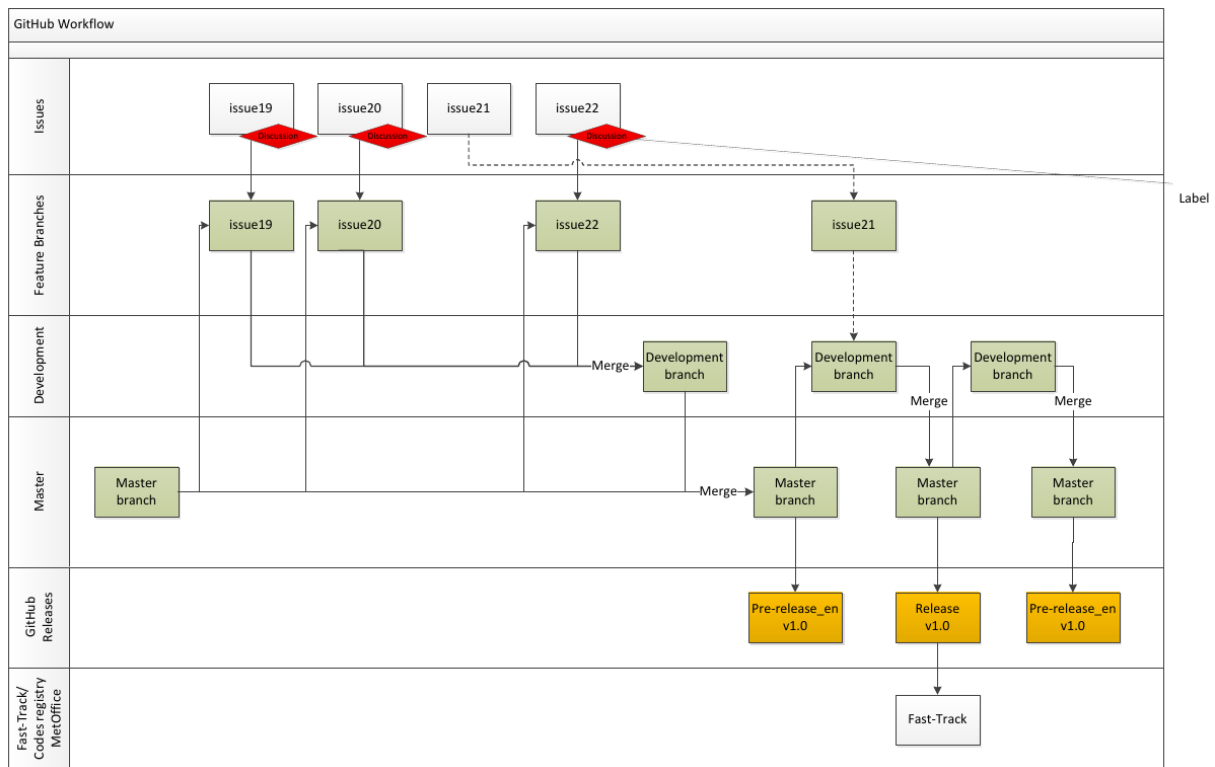 GitHub Workflow
Issues
issue19
issue20
issue21
issue22
Discussion
Discussion
Discussion
Label
Feature Branches
issue19
issue20
issue22
issue21
Development
Merge
Development
branch
Development
branch
Merge
Development
branch
Merge
Master
Master
branch
Merge
Master
branch
Master
branch
Master
branch
GitHub
Releases
Pre-release_en
v1.0
Release
v1.0
Pre-release_en
v1.0
Fast-Track/
Codes registry
MetOffice
Fast-Track